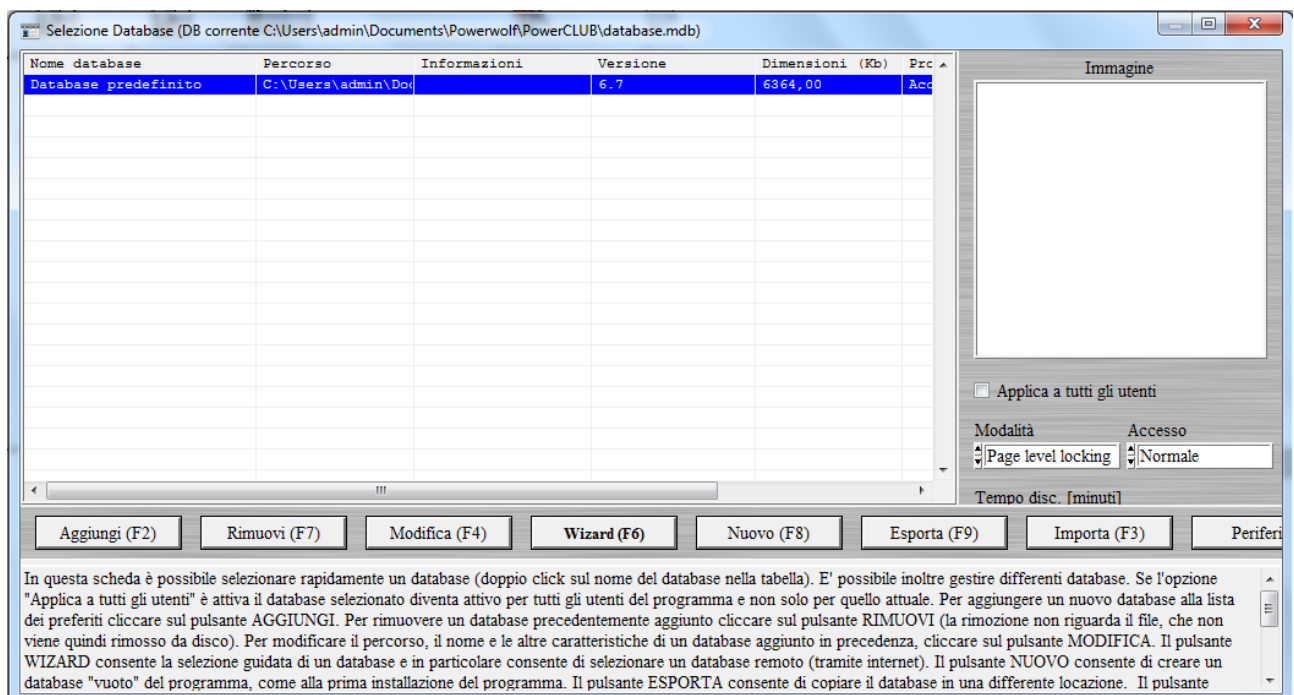 Selezione Database (DB corrente C:\Users\admin\Documents\Powerwolf\PowerCLUB\database.mdb)
Nome database Percorso Informazioni Versione Dimensioni (Kb) Pro
Database predefinito C:\Users\admin\Doc 6.7 6364,00 Acc
Immagine
Applica a tutti gli utenti
Modalità Accesso
Page level locking Normale
Tempo disc. [minuti]
Aggiungi (F2) Rimuovi (F7) Modifica (F4) Wizard (F6) Nuovo (F8) Esporta (F9) Importa (F3) Periferi
In questa scheda è possibile selezionare rapidamente un database (doppio click sul nome del database nella tabella). E' possibile inoltre gestire differenti database. Se l'opzione
"Applica a tutti gli utenti" è attiva il database selezionato diventa attivo per tutti gli utenti del programma e non solo per quello attuale. Per aggiungere un nuovo database alla lista
dei preferiti cliccare sul pulsante AGGIUNGI. Per rimuovere un database precedentemente aggiunto cliccare sul pulsante RIMUOVI (la rimozione non riguarda il file, che non
viene quindi rimosso da disco). Per modificare il percorso, il nome e le altre caratteristiche di un database aggiunto in precedenza, cliccare sul pulsante MODIFICA. Il pulsante
WIZARD consente la selezione guidata di un database e in particolare consente di selezionare un database remoto (tramite internet). Il pulsante NUOVO consente di creare un
database "vuoto" del programma, come alla prima installazione del programma. Il pulsante ESPORTA consente di copiare il database in una differente locazione. Il pulsante